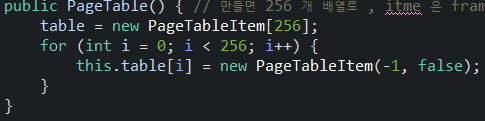 public PageTable() { // 만들면 256 개 배열로 , itme 은 fram
table = new PageTableItem[256];
for (int i = 0; i < 256; i++) {
this.table[i] = new PageTableItem(-1, false);
}
}